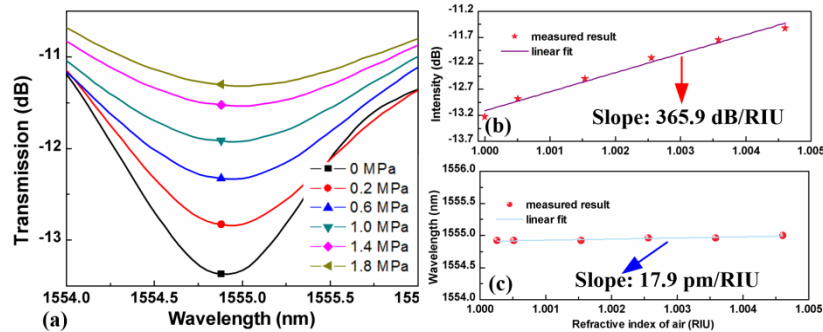 -11
-12
-13
Transmission (dB)
0 MPa
0.2 MPa
0.6 MPa
1.0 MPa
1.4 MPa
1.8 MPa
1554.0 1554.5 1555.0 1555.5 155
(a) Wavelength (nm)
-11.2
-11.7
-12.2
-12.7
-13.2
-13.7
Intensity (dB)
measured result
linear fit
Slope: 365.9 dB/RIU
(b)
1.000 1.001 1.002 1.003 1.004 1.005
1556.0
1555.5
1555.0
1554.5
1554.0
Wavelength (nm)
measured result
linear fit
Slope: 17.9 pm/RIU
(c)
1.000 1.001 1.002 1.003 1.004 1.005
Refractive index of air (RIU)